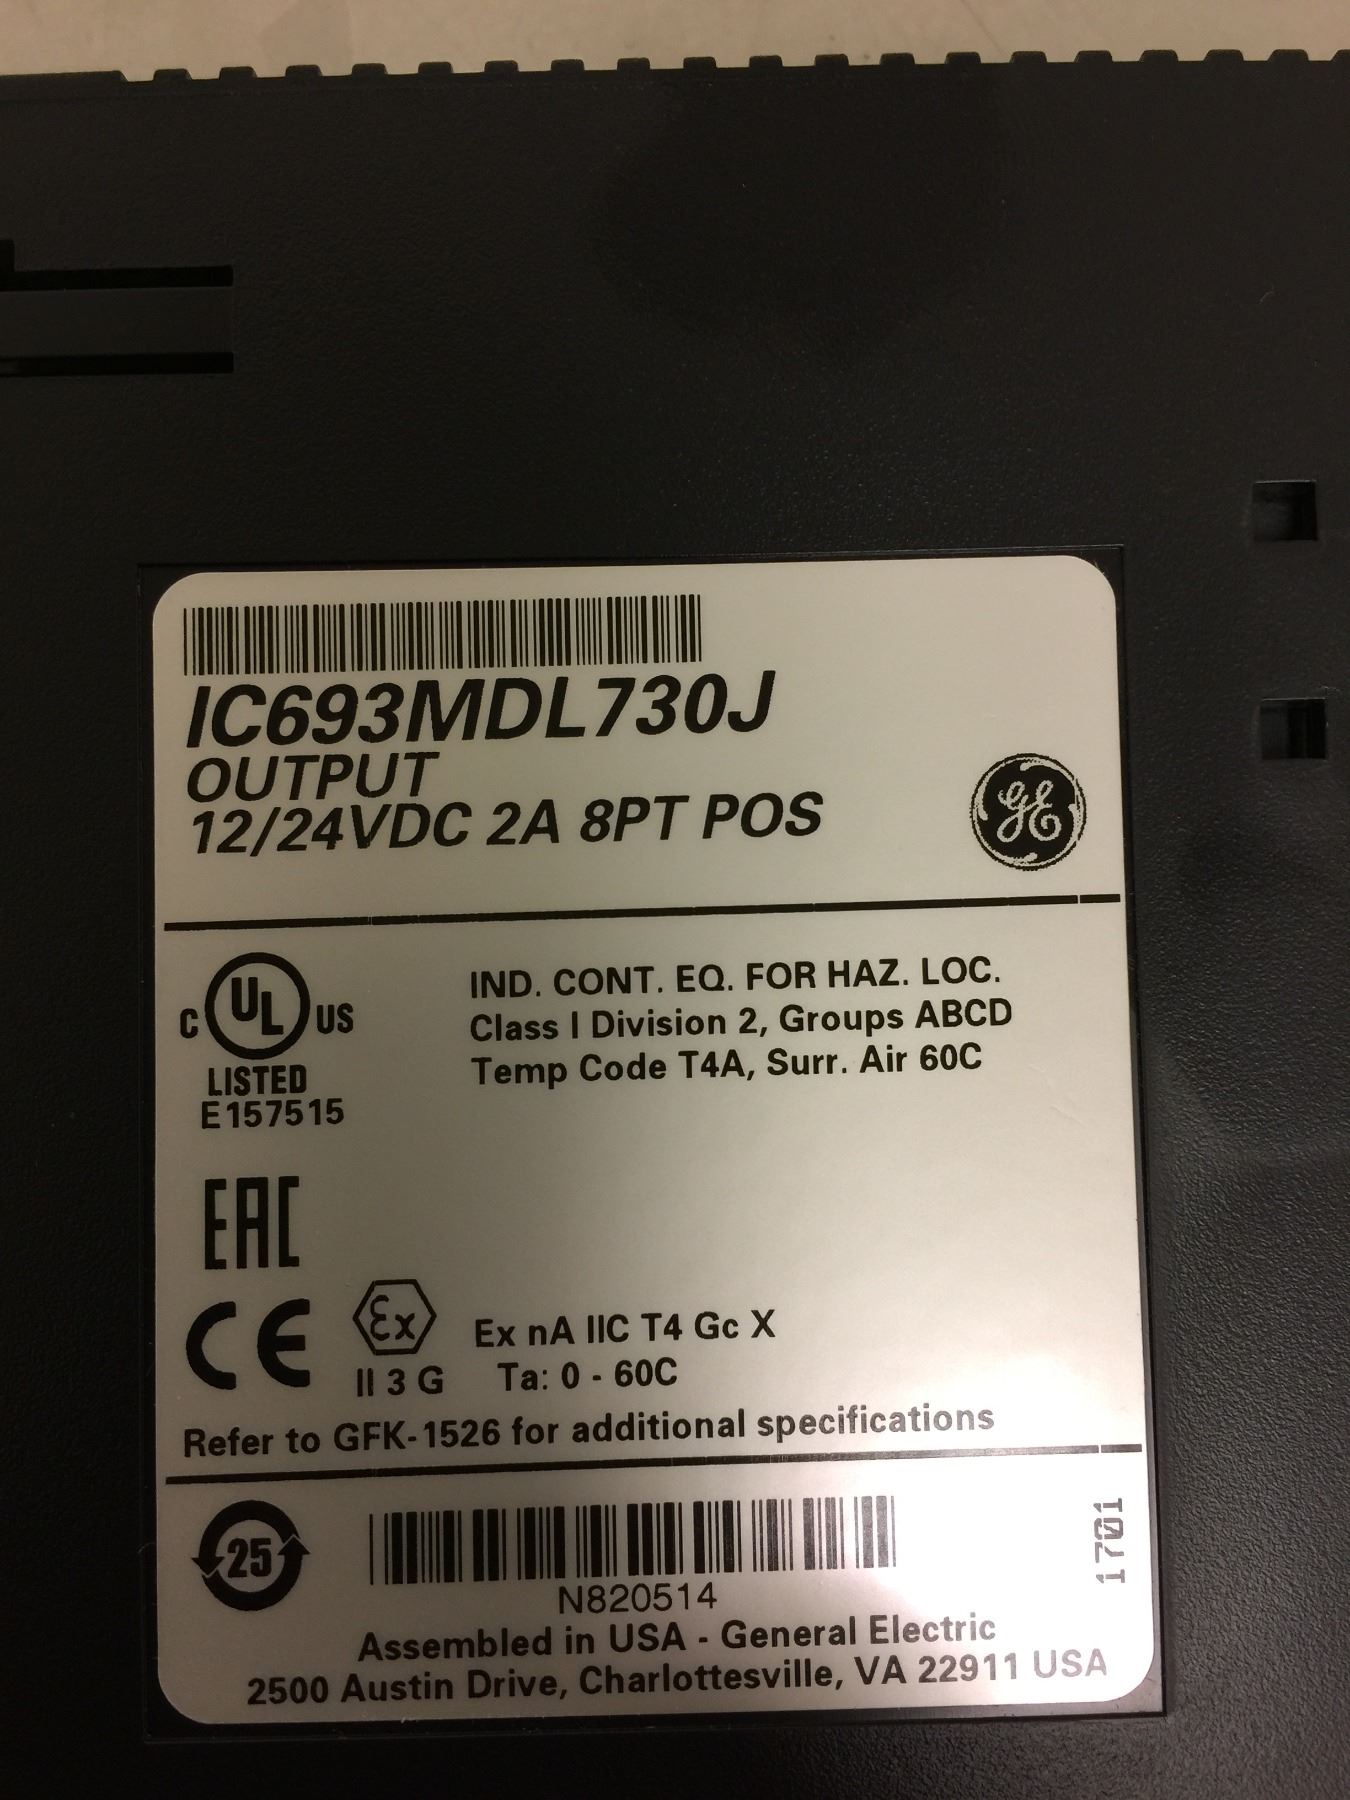 IC693MDL730J
OUTPUT
12/24VDC 2A 8PT POS
GE
C UL US
LISTED
E157515
IND. CONT. EQ. FOR HAZ. LOC.
Class I Division 2, Groups ABCD
Temp Code T4A, Surr. Air 60C
EAC
CE
Ex
II 3 G
Ex nA IIC T4 Gc X
Ta: 0 - 60C
Refer to GFK-1526 for additional specifications
25
N820514
1701
Assembled in USA - General Electric
2500 Austin Drive, Charlottesville, VA 22911 USA